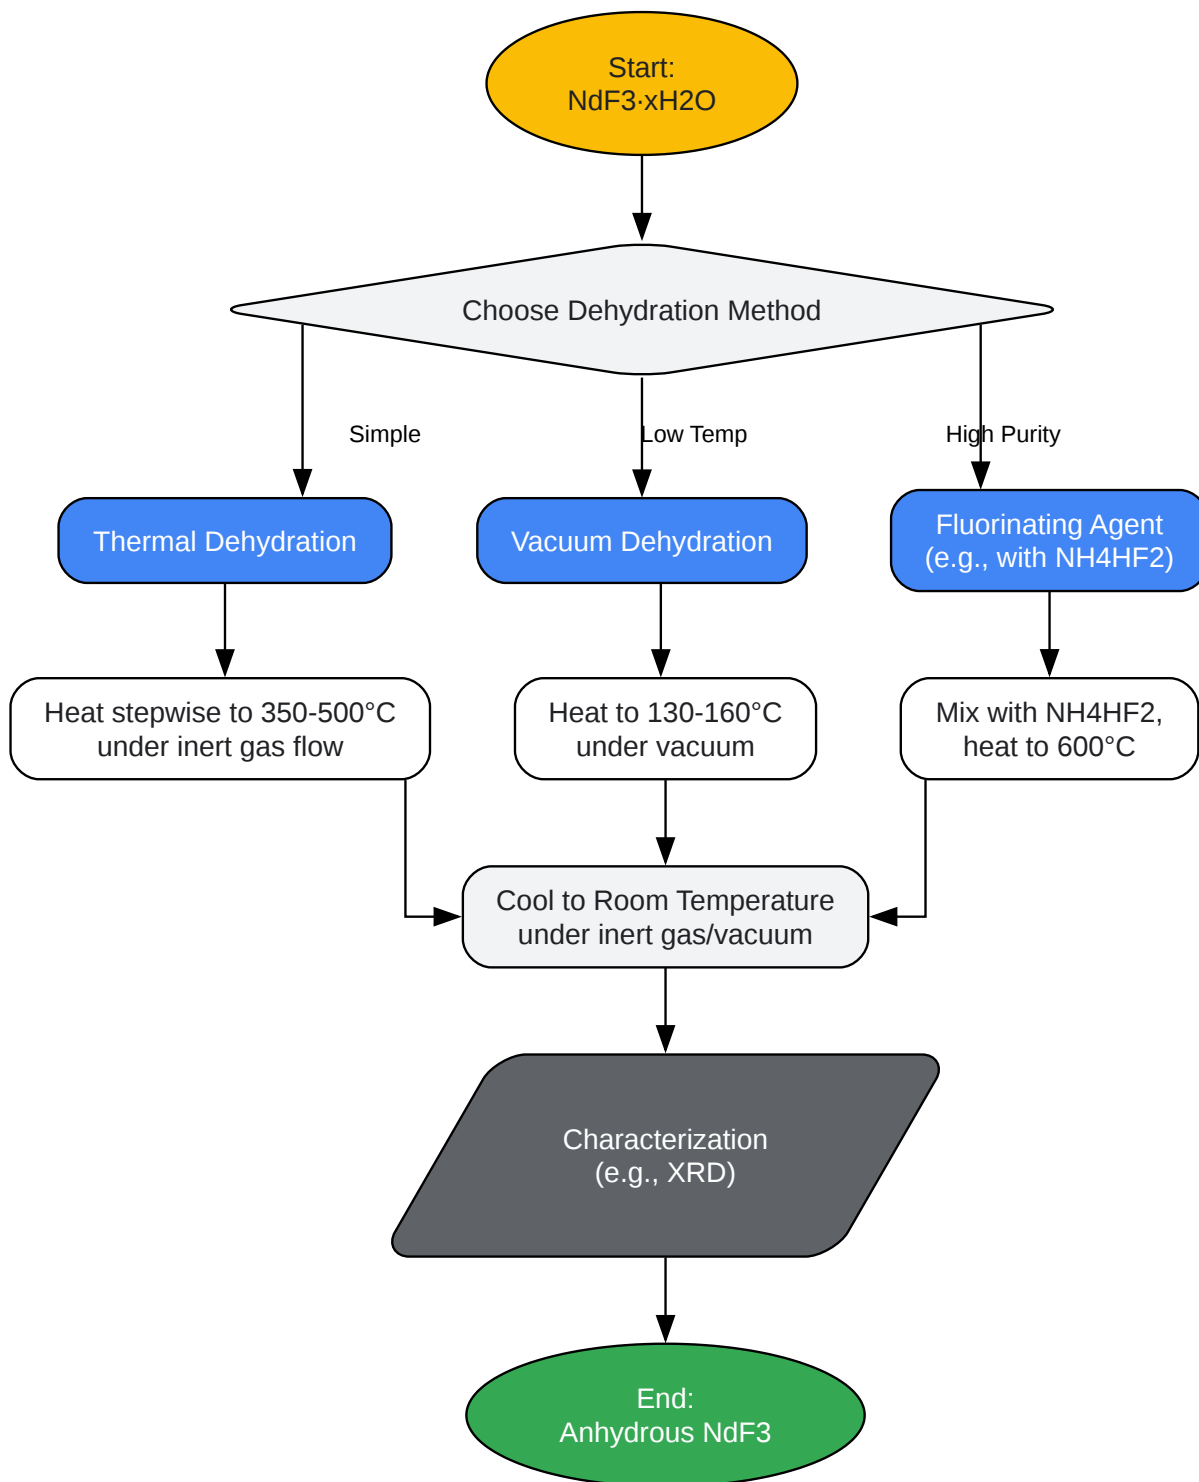 Start:
NdF3·xH2O
Choose Dehydration Method
Simple
Low Temp
High Purity
Thermal Dehydration
Vacuum Dehydration
Fluorinating Agent
(e.g., with NH4HF2)
Heat stepwise to 350-500°C
under inert gas flow
Heat to 130-160°C
under vacuum
Mix with NH4HF2,
heat to 600°C
Cool to Room Temperature
under inert gas/vacuum
Characterization
(e.g., XRD)
End:
Anhydrous NdF3